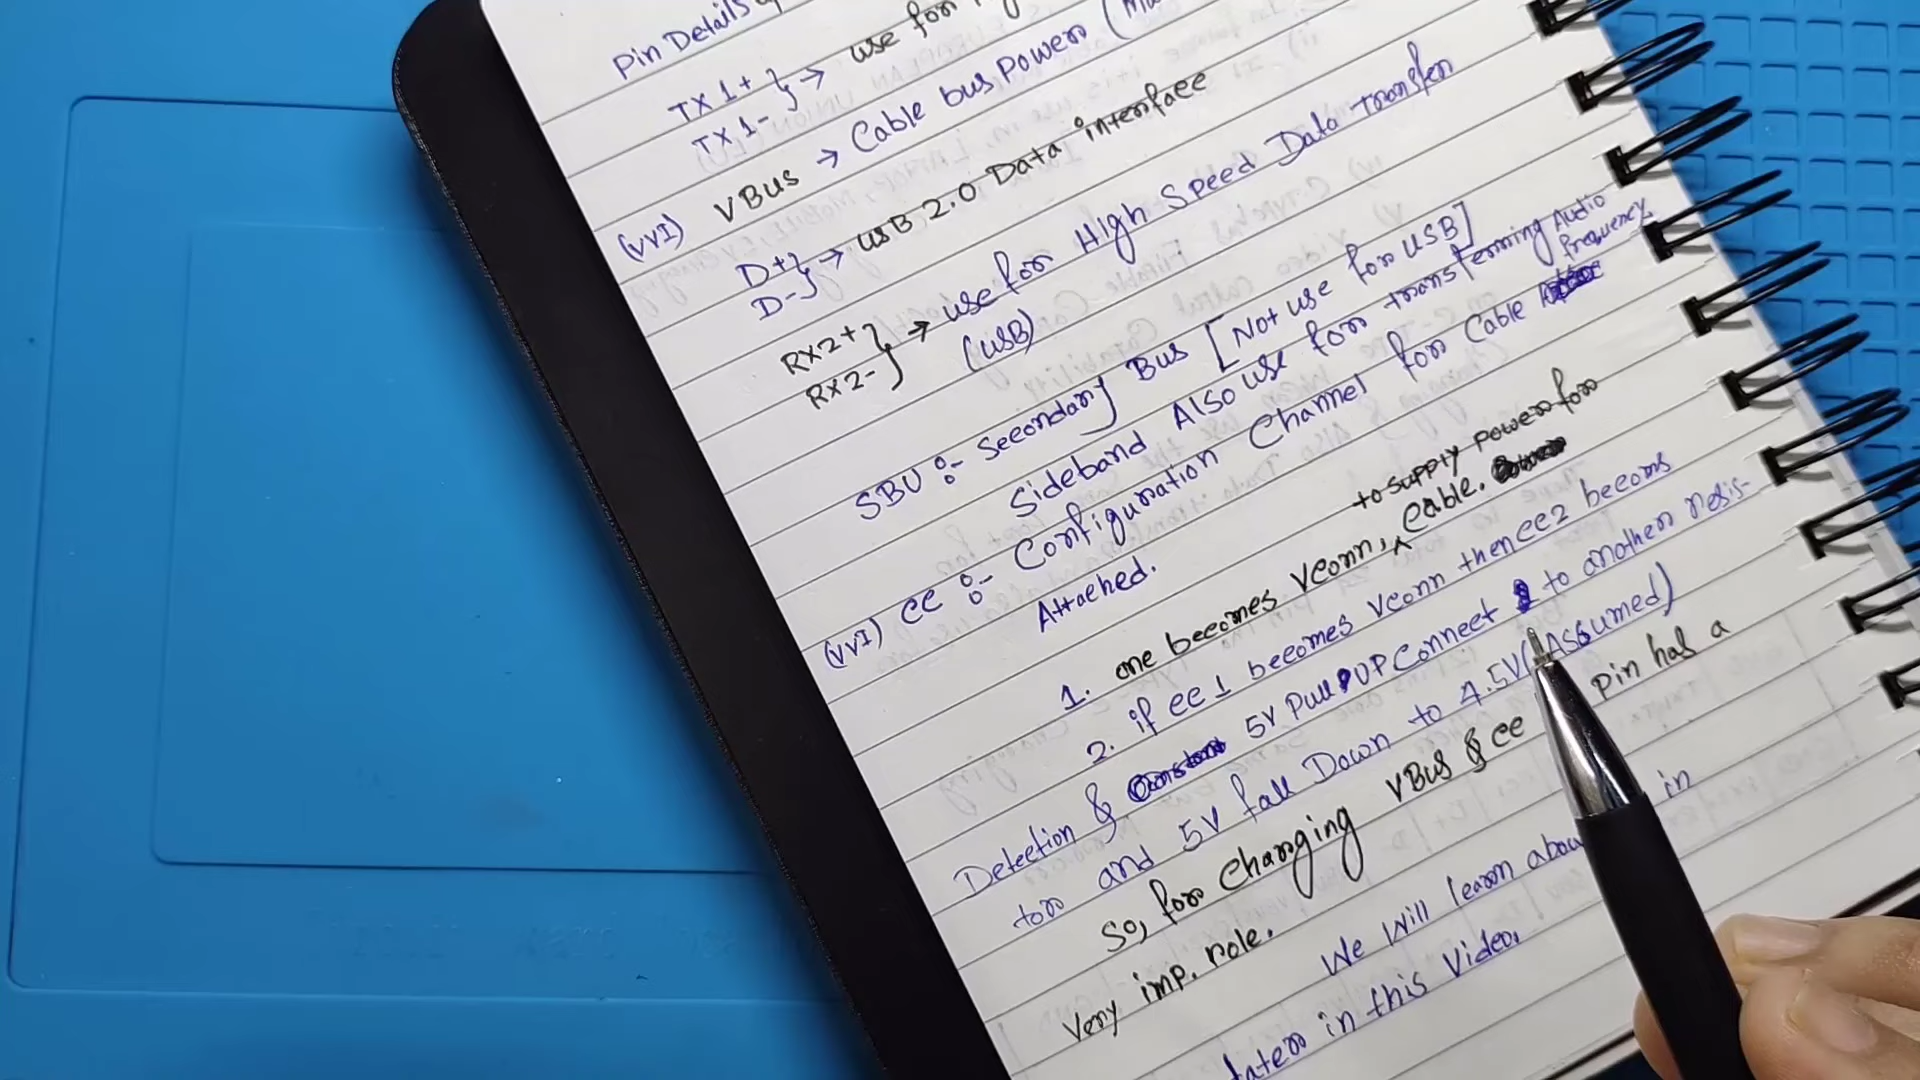 Pin Details
TX 1+ } → use for
TX 1-
(VVI) VBus → Cable bus Power (
D+ } → USB 2.0 Data interface
D-
RX2+ } → use for High Speed Data Transfer
RX2- (USB)
SBU :- Secondary Bus [Not use for USB]
Sideband Also use for transferring Audio frequency
(VVI) CC :- Configuration Channel for Cable
Attached.
1. one becomes Vconn, to supply power for cable.
2. if CC1 becomes Vconn then CC2 becoms
Detection & 5V Pull UP Connect to another resis-
tor and 5V fall Down to 4.5V (Assumed)
So, for charging VBus & CC pin has a
very imp. role.
We will learn in
later in this video.